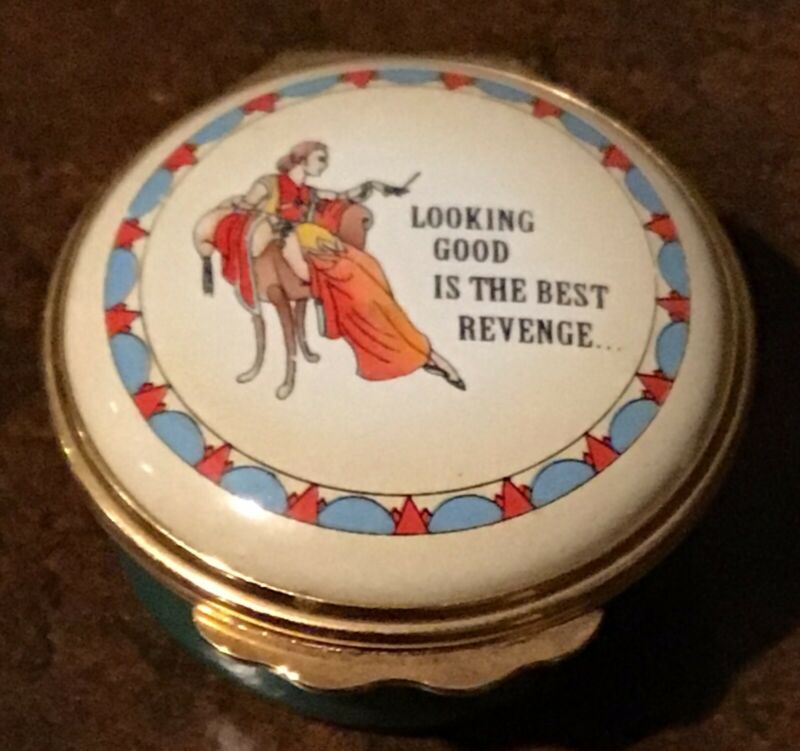 LOOKING
GOOD
IS THE BEST
REVENGE...